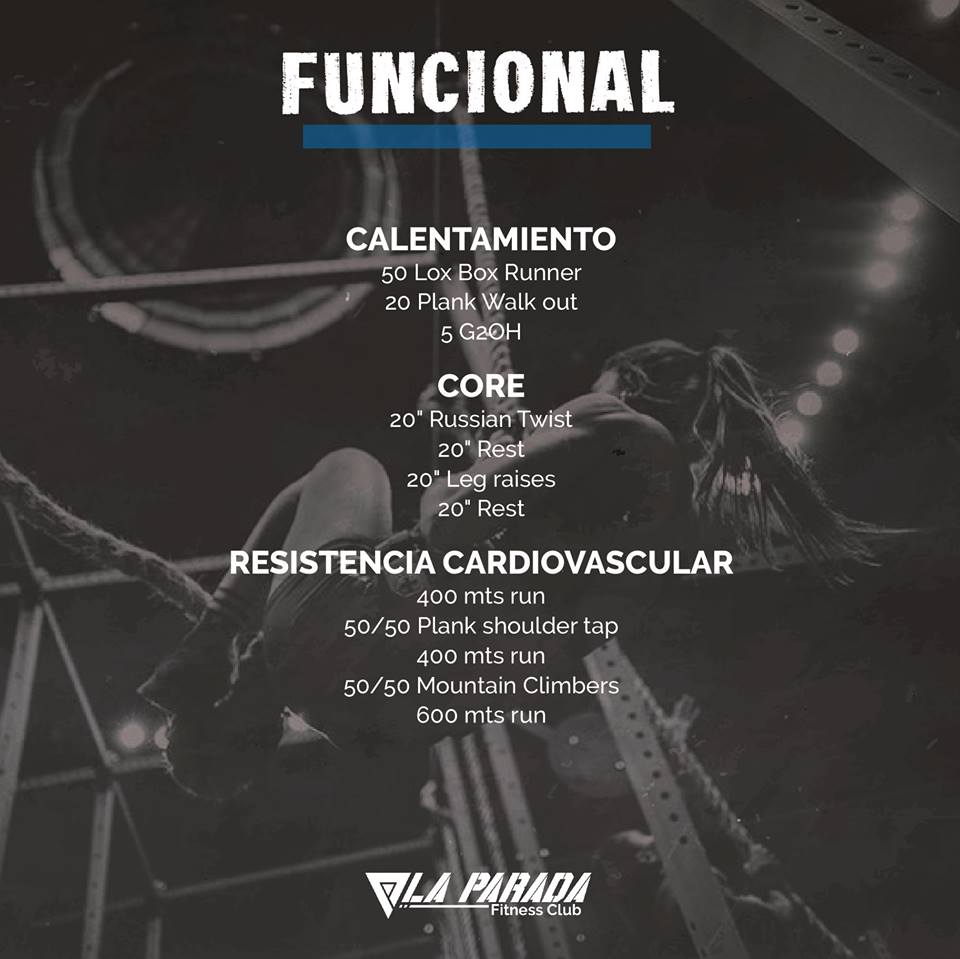 FUNCIONAL
CALENTAMIENTO
50 Lox Box Runner
20 Plank Walk out
5 G2OH
CORE
20" Russian Twist
20" Rest
20" Leg raises
20" Rest
RESISTENCIA CARDIOVASCULAR
400 mts run
50/50 Plank shoulder tap
400 mts run
50/50 Mountain Climbers
600 mts run
LA PARADA
Fitness Club